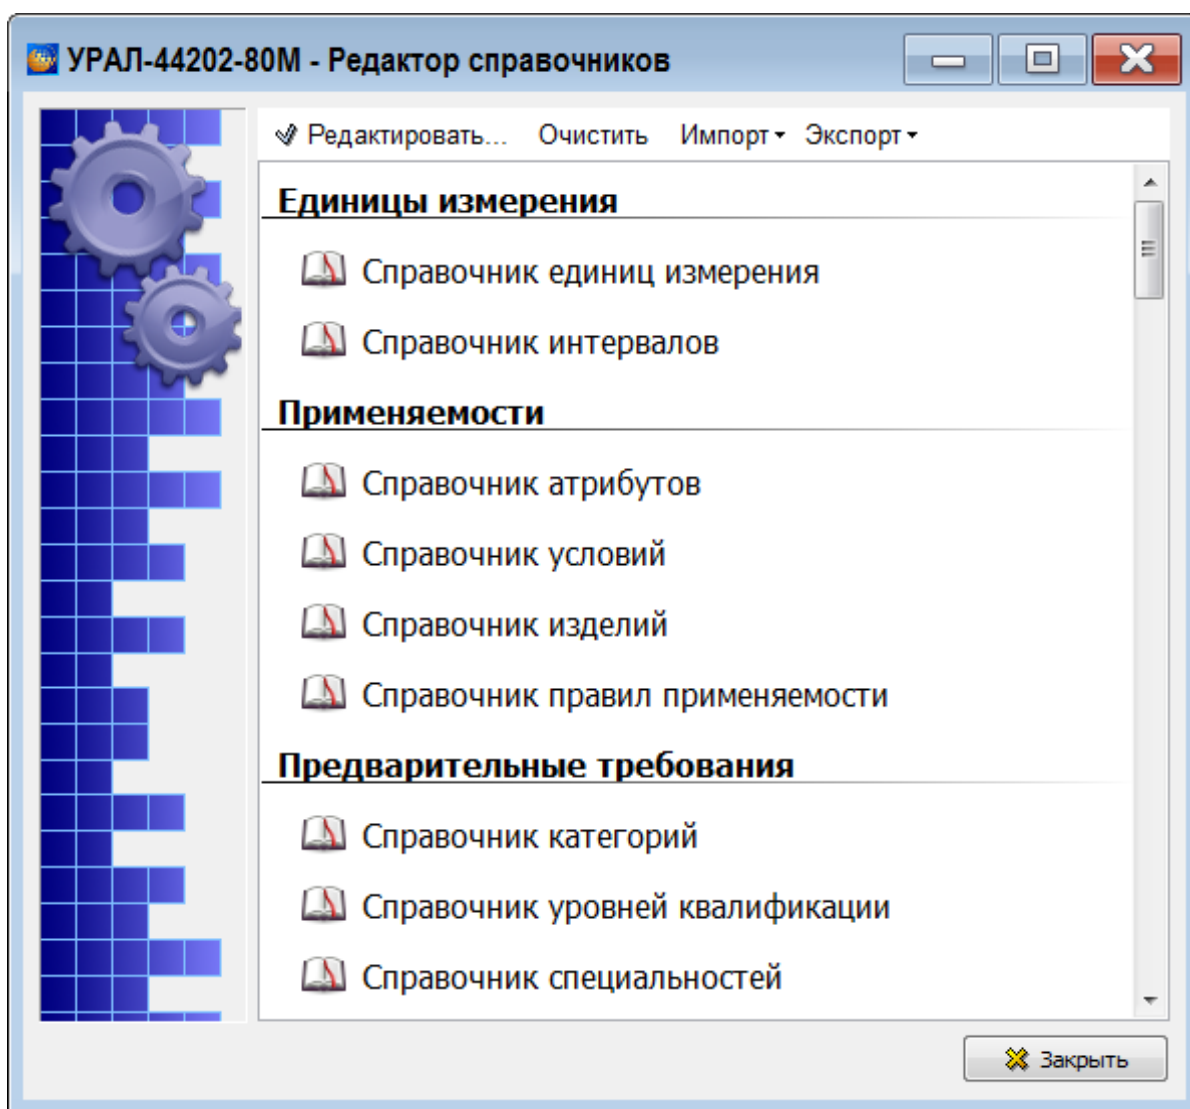 УРАЛ-44202-80М - Редактор справочников
Редактировать... Очистить Импорт Экспорт
Единицы измерения
Справочник единиц измерения
Справочник интервалов
Применяемости
Справочник атрибутов
Справочник условий
Справочник изделий
Справочник правил применяемости
Предварительные требования
Справочник категорий
Справочник уровней квалификации
Справочник специальностей
Закрыть